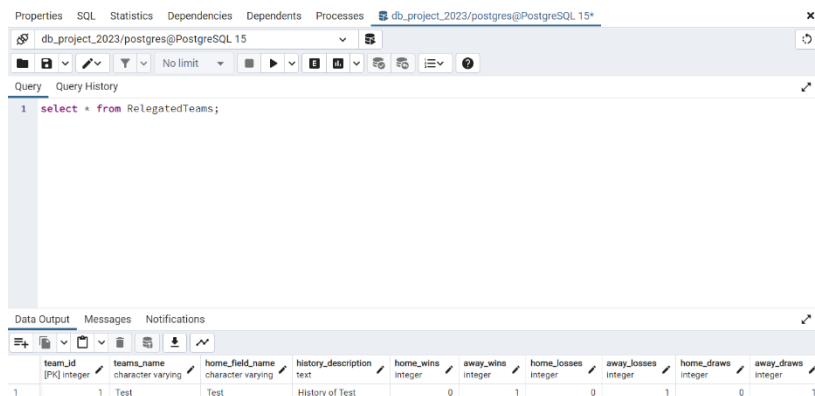 Properties SQL Statistics Dependencies Dependents Processes db_project_2023/postgres@PostgreSQL 15*
db_project_2023/postgres@PostgreSQL 15
No limit E
Query Query History
1 select * from RelegatedTeams;
Data Output Messages Notifications
team_id teams_name home_field_name history_description home_wins away_wins home_losses away_losses home_draws away_draws
[PK] integer character varying character varying text integer integer integer integer integer integer
1 1 Test Test History of Test 0 1 0 1 0 1